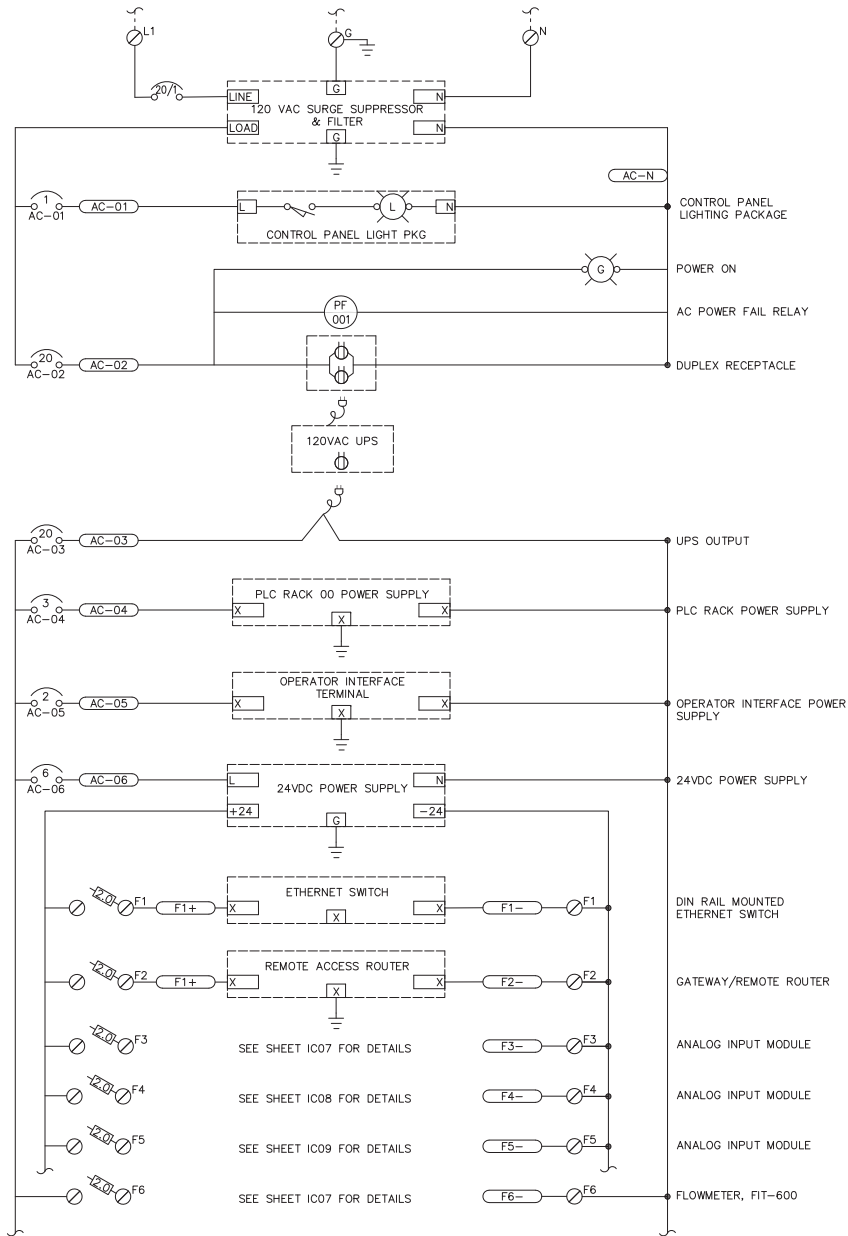 L1
G
N
20/1
LINE
G
N
120 VAC SURGE SUPPRESSOR
& FILTER
LOAD
G
N
AC-N
1
AC-01
AC-01
L
L
N
CONTROL PANEL LIGHT PKG
CONTROL PANEL
LIGHTING PACKAGE
G
POWER ON
PF
001
AC POWER FAIL RELAY
20
AC-02
AC-02
DUPLEX RECEPTACLE
120VAC UPS
20
AC-03
AC-03
UPS OUTPUT
3
AC-04
AC-04
PLC RACK 00 POWER SUPPLY
X
X
X
PLC RACK POWER SUPPLY
2
AC-05
AC-05
OPERATOR INTERFACE
TERMINAL
X
X
X
OPERATOR INTERFACE POWER
SUPPLY
6
AC-06
AC-06
L
N
24VDC POWER SUPPLY
24VDC POWER SUPPLY
+24
-24
G
2.0
F1
F1+
ETHERNET SWITCH
X
X
X
F1-
F1
DIN RAIL MOUNTED
ETHERNET SWITCH
2.0
F2
F1+
REMOTE ACCESS ROUTER
X
X
X
F2-
F2
GATEWAY/REMOTE ROUTER
2.0
F3
SEE SHEET IC07 FOR DETAILS
F3-
F3
ANALOG INPUT MODULE
2.0
F4
SEE SHEET IC08 FOR DETAILS
F4-
F4
ANALOG INPUT MODULE
2.0
F5
SEE SHEET IC09 FOR DETAILS
F5-
F5
ANALOG INPUT MODULE
2.0
F6
SEE SHEET IC07 FOR DETAILS
F6-
F6
FLOWMETER, FIT-600